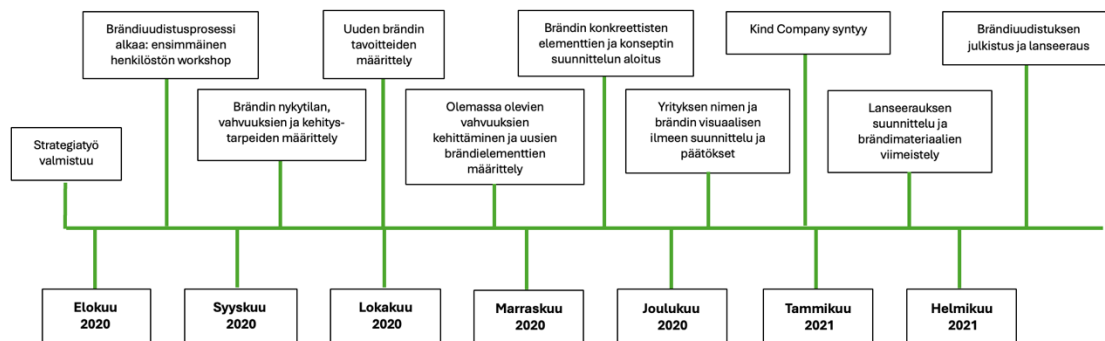 Strategiatyö
valmistuu
Brändiuudistusprosessi
alkaa: ensimmäinen
henkilöstön workshop
Brändin nykytilan,
vahvuuksien ja kehitys-
tarpeiden määrittely
Uuden brändin
tavoitteiden
määrittely
Olemassa olevien
vahvuuksien
kehittäminen ja uusien
brändielementtien
määrittely
Brändin konkreettisten
elementtien ja konseptin
suunnittelun aloitus
Yrityksen nimen ja
brändin visuaalisen
ilmeen suunnittelu ja
päätökset
Kind Company syntyy
Lanseerauksen
suunnittelu ja
brändimateriaalien
viimeistely
Brändiuudistuksen
julkistus ja lanseeraus
Elokuu
2020
Syyskuu
2020
Lokakuu
2020
Marraskuu
2020
Joulukuu
2020
Tammikuu
2021
Helmikuu
2021